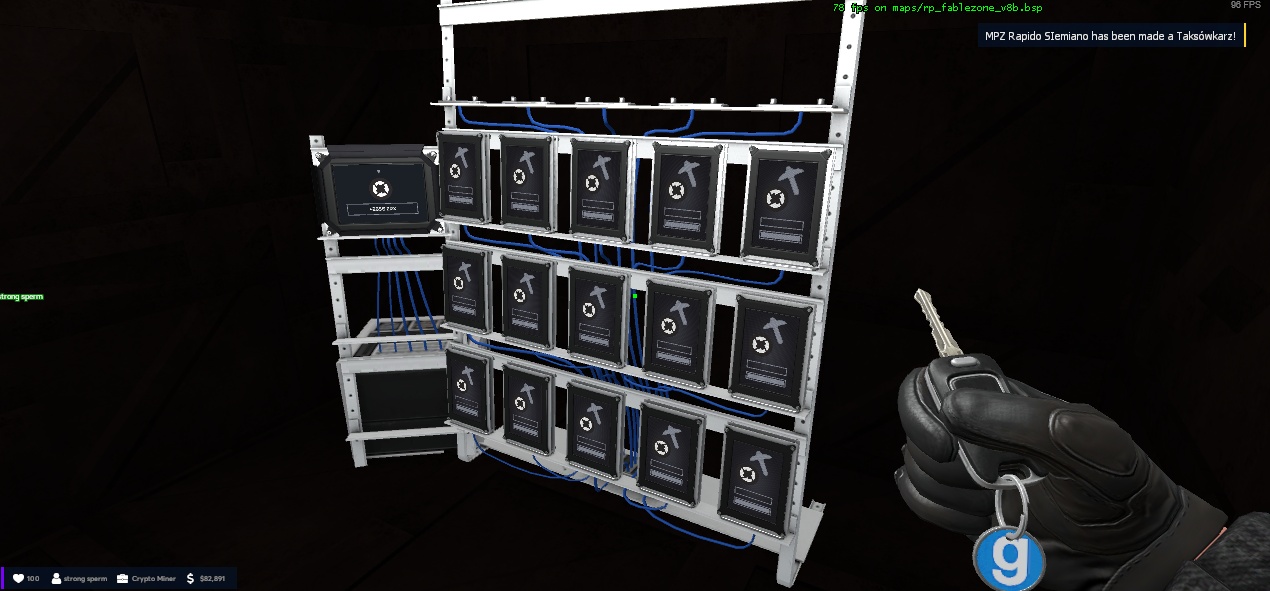 78 fps on maps/rp_fablezone_v8b.bsp
96 FPS
MPZ Rapido SIemiano has been made a Taksówkarz!
strong sperm
g
100
strong sperm
Crypto Miner
$82,891